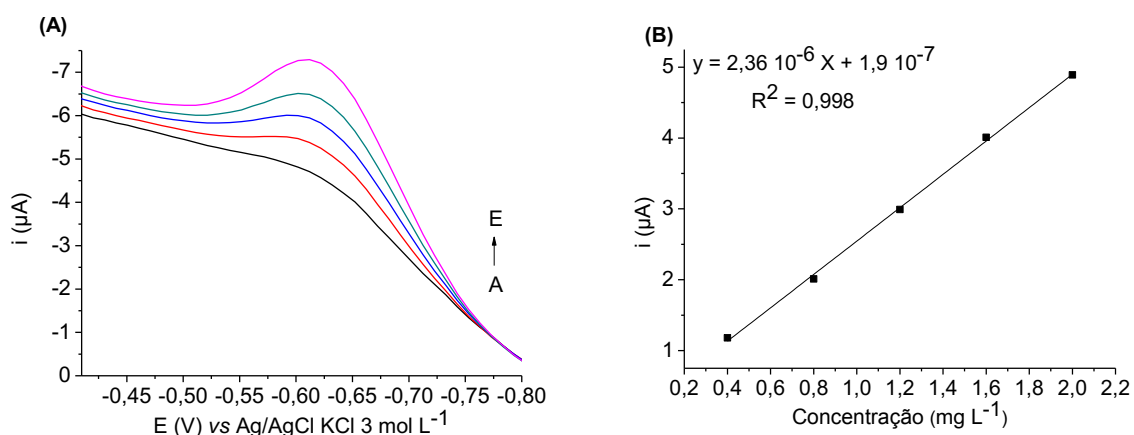 (A)
-7
-6
-5
-4
-3
-2
-1
0
i (µA)
E
A
-0,45 -0,50 -0,55 -0,60 -0,65 -0,70 -0,75 -0,80
E (V) vs Ag/AgCl KCl 3 mol L⁻¹
(B)
y = 2,36 10⁻⁶ X + 1,9 10⁻⁷
R² = 0,998
5
4
3
2
1
i (µA)
0,2 0,4 0,6 0,8 1,0 1,2 1,4 1,6 1,8 2,0 2,2
Concentração (mg L⁻¹)